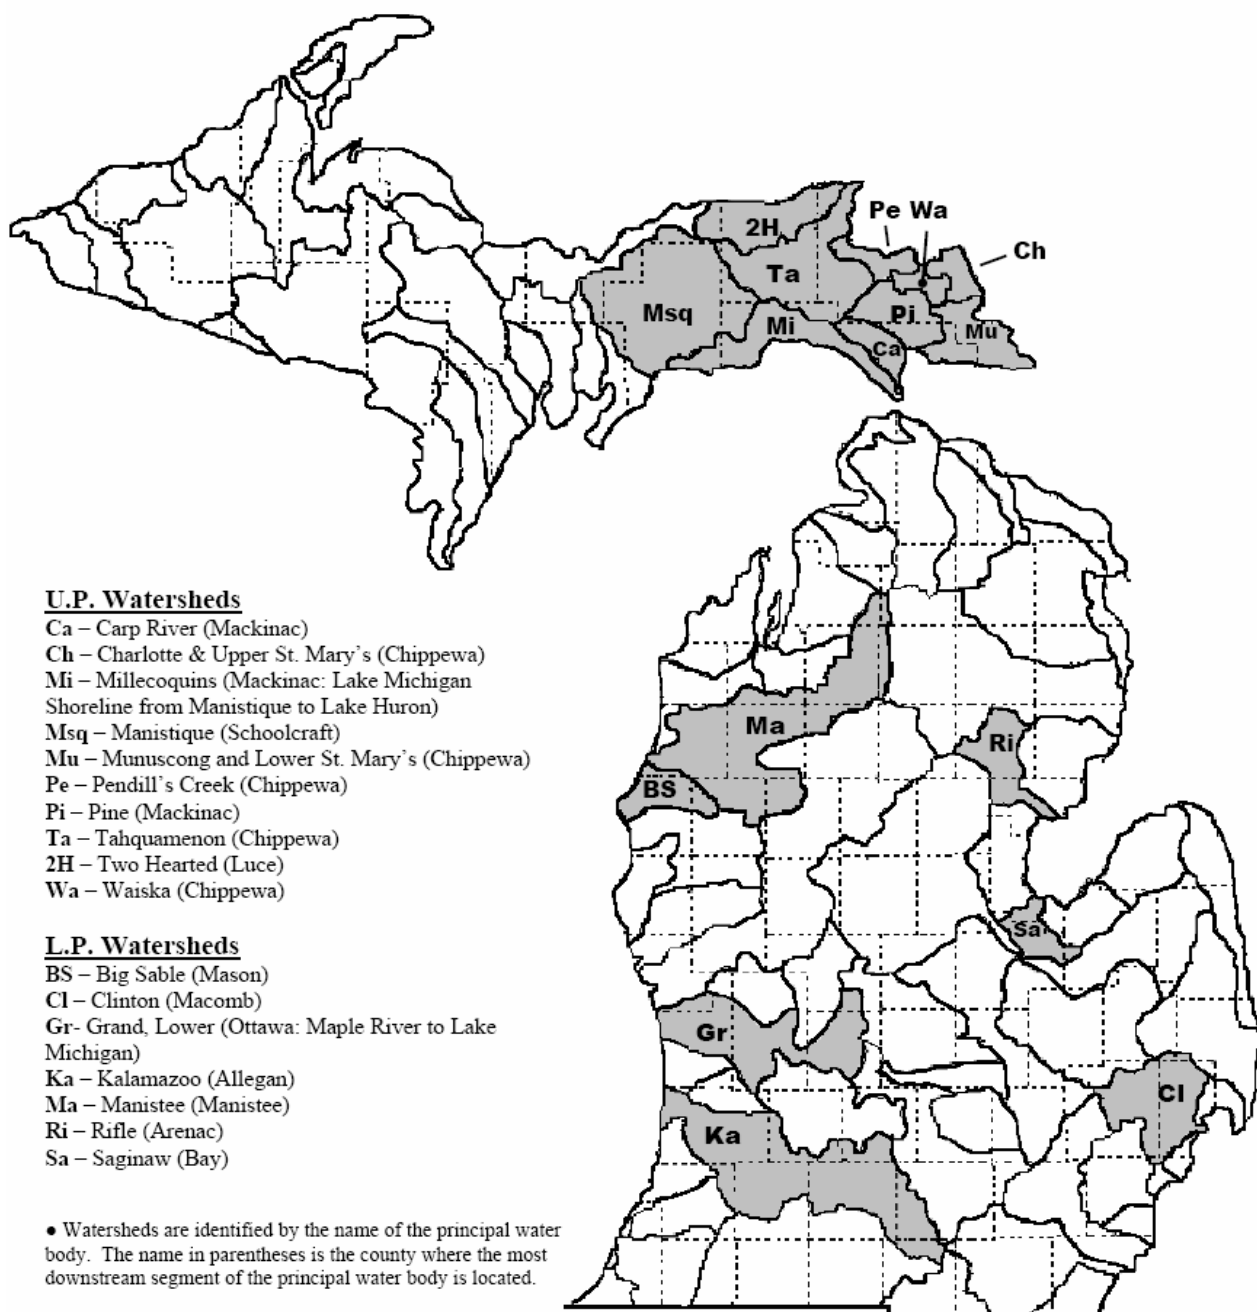 Pe Wa
Ch
2H
Ta
Msq
Mi
Pi
Mu
Ca
U.P. Watersheds
Ca – Carp River (Mackinac)
Ch – Charlotte & Upper St. Mary's (Chippewa)
Mi – Millecoquins (Mackinac: Lake Michigan
Shoreline from Manistique to Lake Huron)
Msq – Manistique (Schoolcraft)
Mu – Munuscong and Lower St. Mary's (Chippewa)
Pe – Pendill's Creek (Chippewa)
Pi – Pine (Mackinac)
Ta – Tahquamenon (Chippewa)
2H – Two Hearted (Luce)
Wa – Waiska (Chippewa)
L.P. Watersheds
BS – Big Sable (Mason)
Cl – Clinton (Macomb)
Gr- Grand, Lower (Ottawa: Maple River to Lake
Michigan)
Ka – Kalamazoo (Allegan)
Ma – Manistee (Manistee)
Ri – Rifle (Arenac)
Sa – Saginaw (Bay)
● Watersheds are identified by the name of the principal water
body.  The name in parentheses is the county where the most
downstream segment of the principal water body is located.
Ma
Ri
BS
Sa
Gr
Cl
Ka